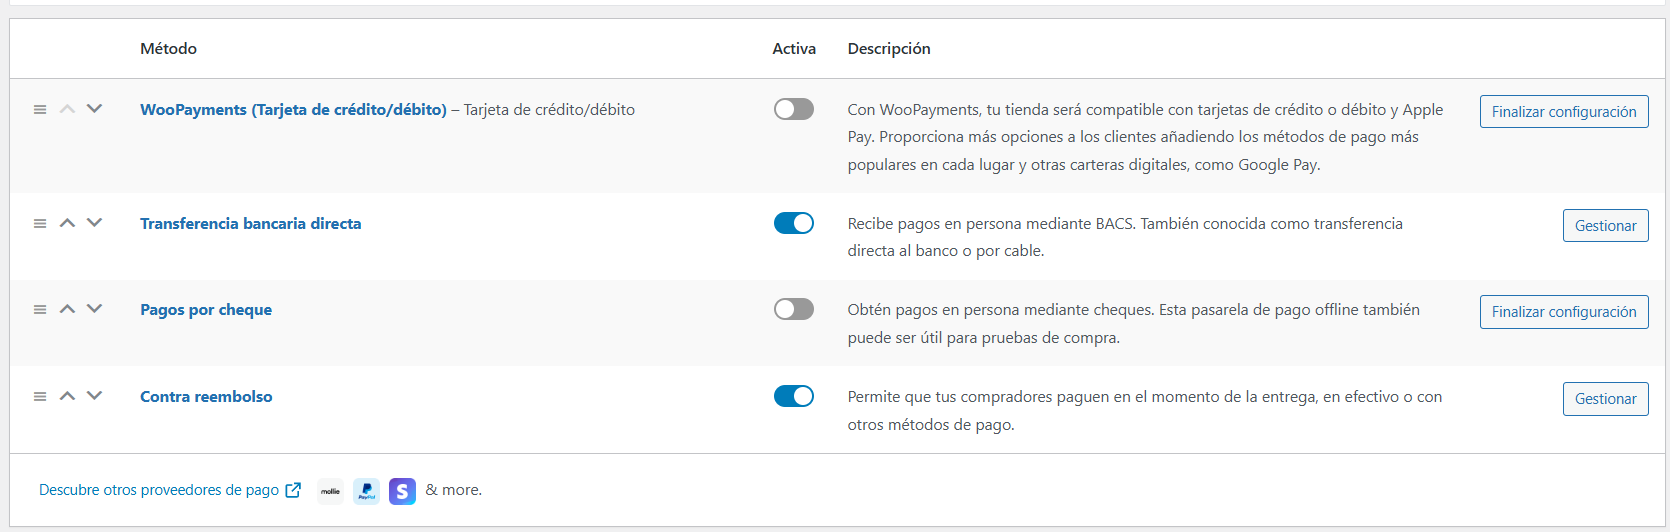 Método Activa Descripción
WooPayments (Tarjeta de crédito/débito) – Tarjeta de crédito/débito
Con WooPayments, tu tienda será compatible con tarjetas de crédito o débito y Apple
Pay. Proporciona más opciones a los clientes añadiendo los métodos de pago más
populares en cada lugar y otras carteras digitales, como Google Pay.
Finalizar configuración
Transferencia bancaria directa
Recibe pagos en persona mediante BACS. También conocida como transferencia
directa al banco o por cable.
Gestionar
Pagos por cheque
Obtén pagos en persona mediante cheques. Esta pasarela de pago offline también
puede ser útil para pruebas de compra.
Finalizar configuración
Contra reembolso
Permite que tus compradores paguen en el momento de la entrega, en efectivo o con
otros métodos de pago.
Gestionar
Descubre otros proveedores de pago mollie PayPal S & more.